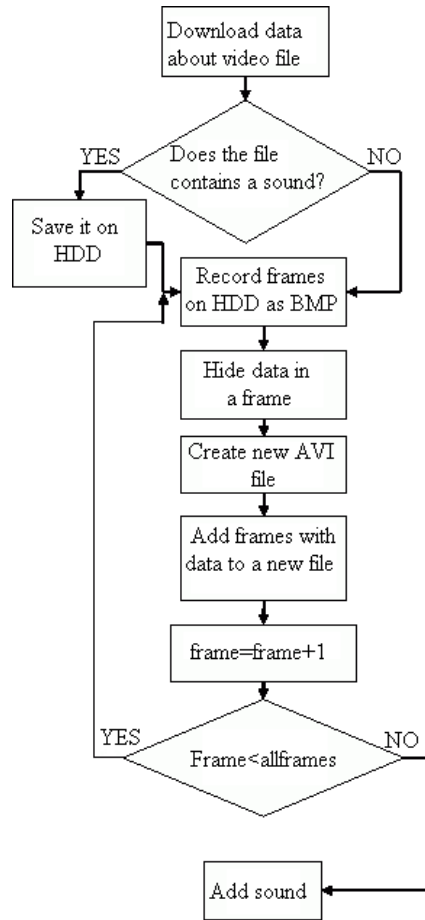 Download data
about video file
YES
Does the file
contains a sound?
NO
Save it on
HDD
Record frames
on HDD as BMP
Hide data in
a frame
Create new AVI
file
Add frames with
data to a new file
frame=frame+1
YES
Frame<allframes
NO
Add sound